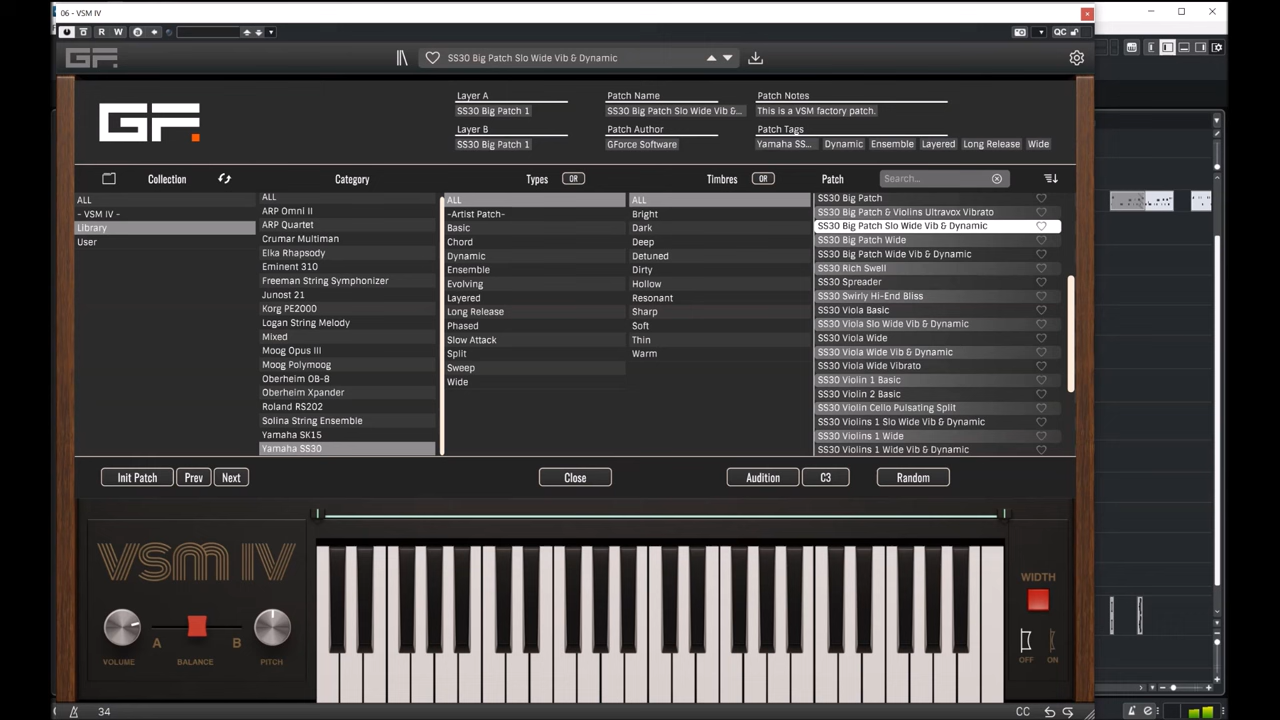 06 - VSM IV
R W
QC
GF.
SS30 Big Patch Slo Wide Vib & Dynamic
GF.
Layer A
SS30 Big Patch 1
Layer B
SS30 Big Patch 1
Patch Name
SS30 Big Patch Slo Wide Vib &...
Patch Author
GForce Software
Patch Notes
This is a VSM factory patch.
Patch Tags
Yamaha SS... Dynamic Ensemble Layered Long Release Wide
Collection
Category
Types OR
Timbres OR
Patch
Search...
ALL
- VSM IV -
Library
User
ALL
ARP Omni II
ARP Quartet
Crumar Multiman
Elka Rhapsody
Eminent 310
Freeman String Symphonizer
Junost 21
Korg PE2000
Logan String Melody
Mixed
Moog Opus III
Moog Polymoog
Oberheim OB-8
Oberheim Xpander
Roland RS202
Solina String Ensemble
Yamaha SK15
Yamaha SS30
ALL
-Artist Patch-
Basic
Chord
Dynamic
Ensemble
Evolving
Layered
Long Release
Phased
Slow Attack
Split
Sweep
Wide
ALL
Bright
Dark
Deep
Detuned
Dirty
Hollow
Resonant
Sharp
Soft
Thin
Warm
SS30 Big Patch
SS30 Big Patch & Violins Ultravox Vibrato
SS30 Big Patch Slo Wide Vib & Dynamic
SS30 Big Patch Wide
SS30 Big Patch Wide Vib & Dynamic
SS30 Rich Swell
SS30 Spreader
SS30 Swirly Hi-End Bliss
SS30 Viola Basic
SS30 Viola Slo Wide Vib & Dynamic
SS30 Viola Wide
SS30 Viola Wide Vib & Dynamic
SS30 Viola Wide Vibrato
SS30 Violin 1 Basic
SS30 Violin 2 Basic
SS30 Violin Cello Pulsating Split
SS30 Violins 1 Slo Wide Vib & Dynamic
SS30 Violins 1 Wide
SS30 Violins 1 Wide Vib & Dynamic
Init Patch
Prev
Next
Close
Audition
C3
Random
VSM IV
A
B
VOLUME
BALANCE
PITCH
WIDTH
OFF
ON
34
CC